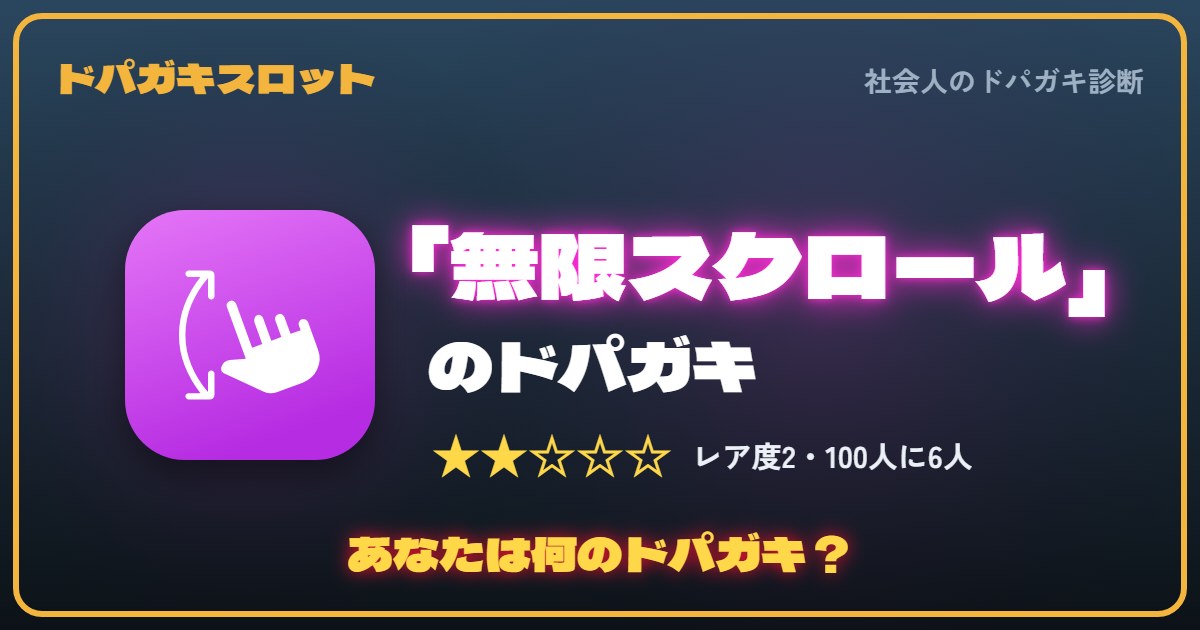 ドパガキスロット
社会人のドパガキ診断
「無限スクロール」
のドパガキ
★★☆☆☆ レア度2・100人に6人
あなたは何のドパガキ？